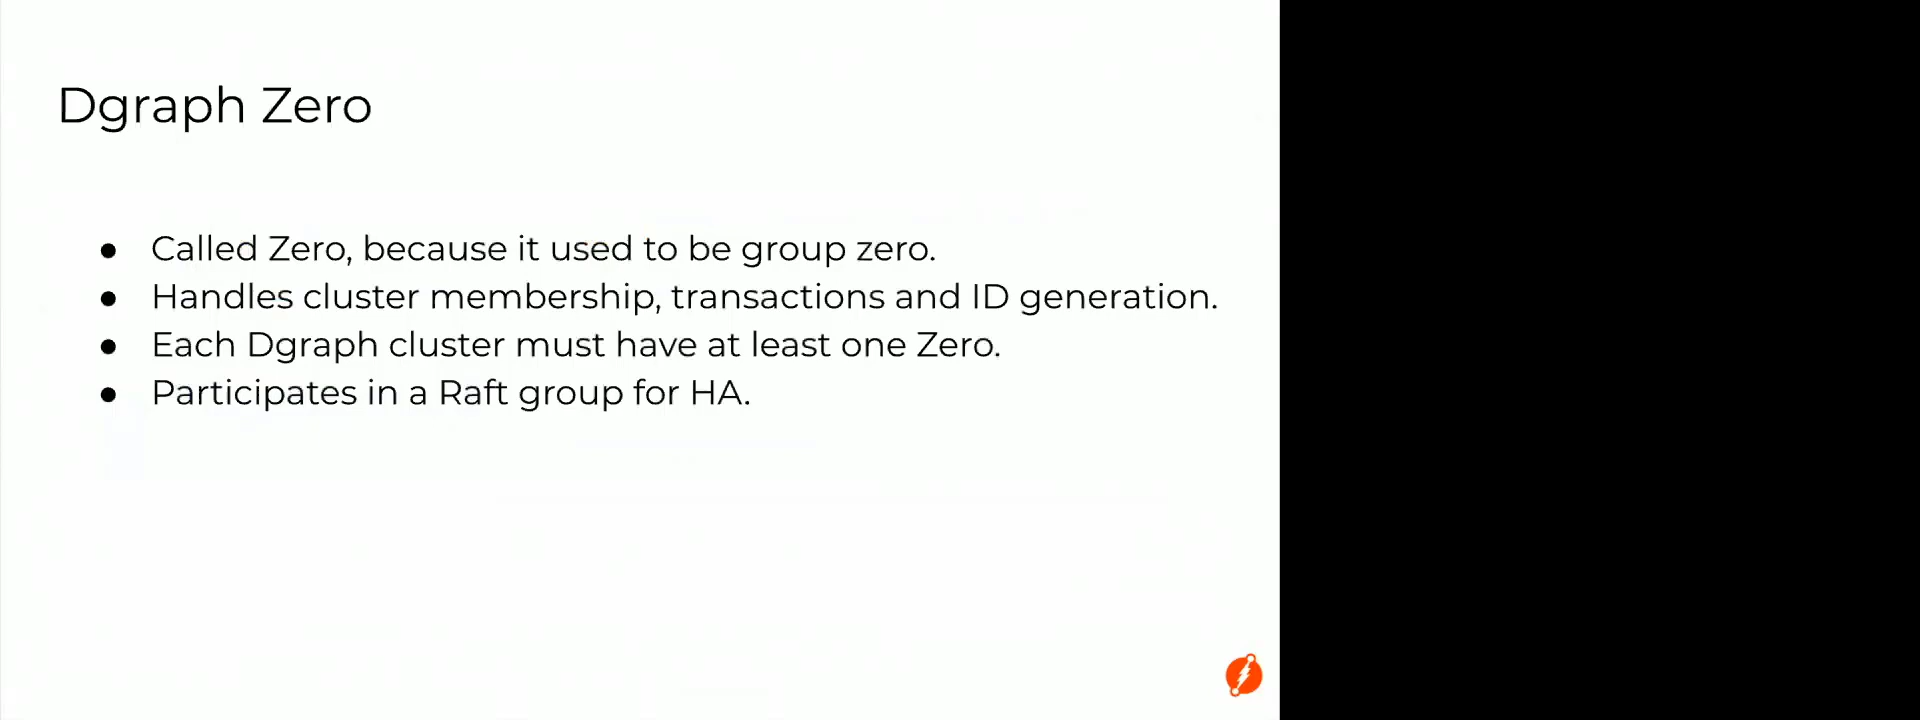 Dgraph Zero
● Called Zero, because it used to be group zero.
● Handles cluster membership, transactions and ID generation.
● Each Dgraph cluster must have at least one Zero.
● Participates in a Raft group for HA.